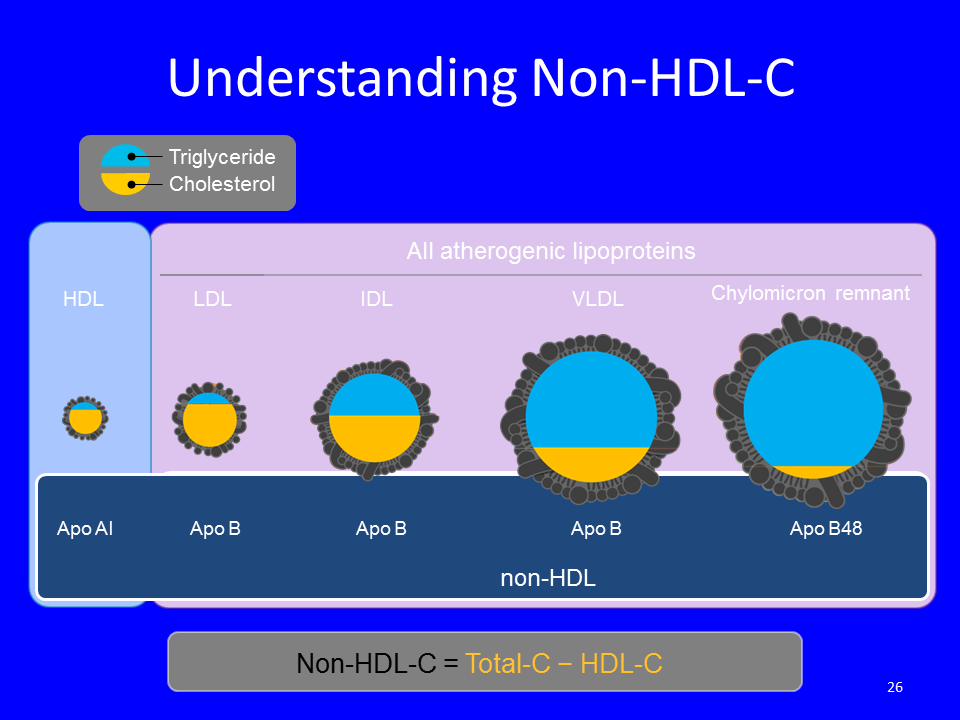 Understanding Non-HDL-C
Triglyceride
Cholesterol
All atherogenic lipoproteins
HDL
LDL
IDL
VLDL
Chylomicron remnant
Apo AI
Apo B
Apo B
Apo B
Apo B48
non-HDL
Non-HDL-C = Total-C – HDL-C
26